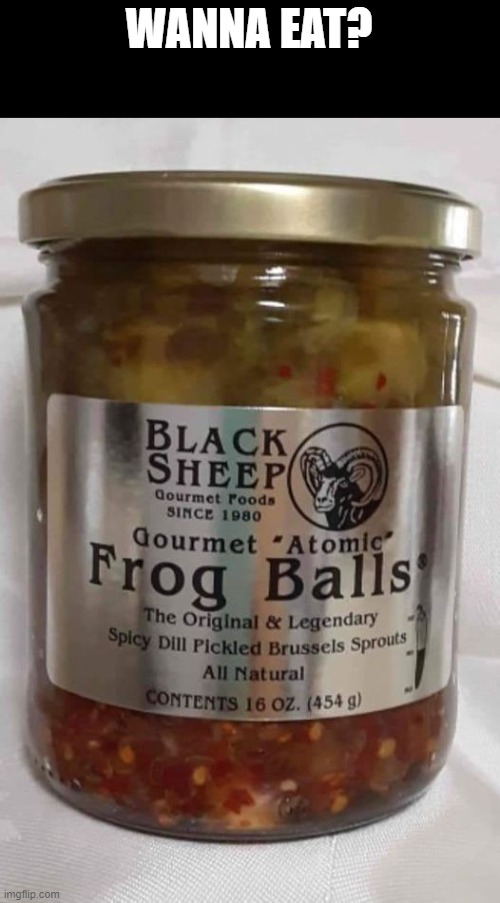 WANNA EAT?
BLACK
SHEEP
Gourmet Foods
SINCE 1980
Gourmet "Atomic"
Frog Balls®
The Original & Legendary
Spicy Dill Pickled Brussels Sprouts
All Natural
CONTENTS 16 OZ. (454 g)
imgflip.com